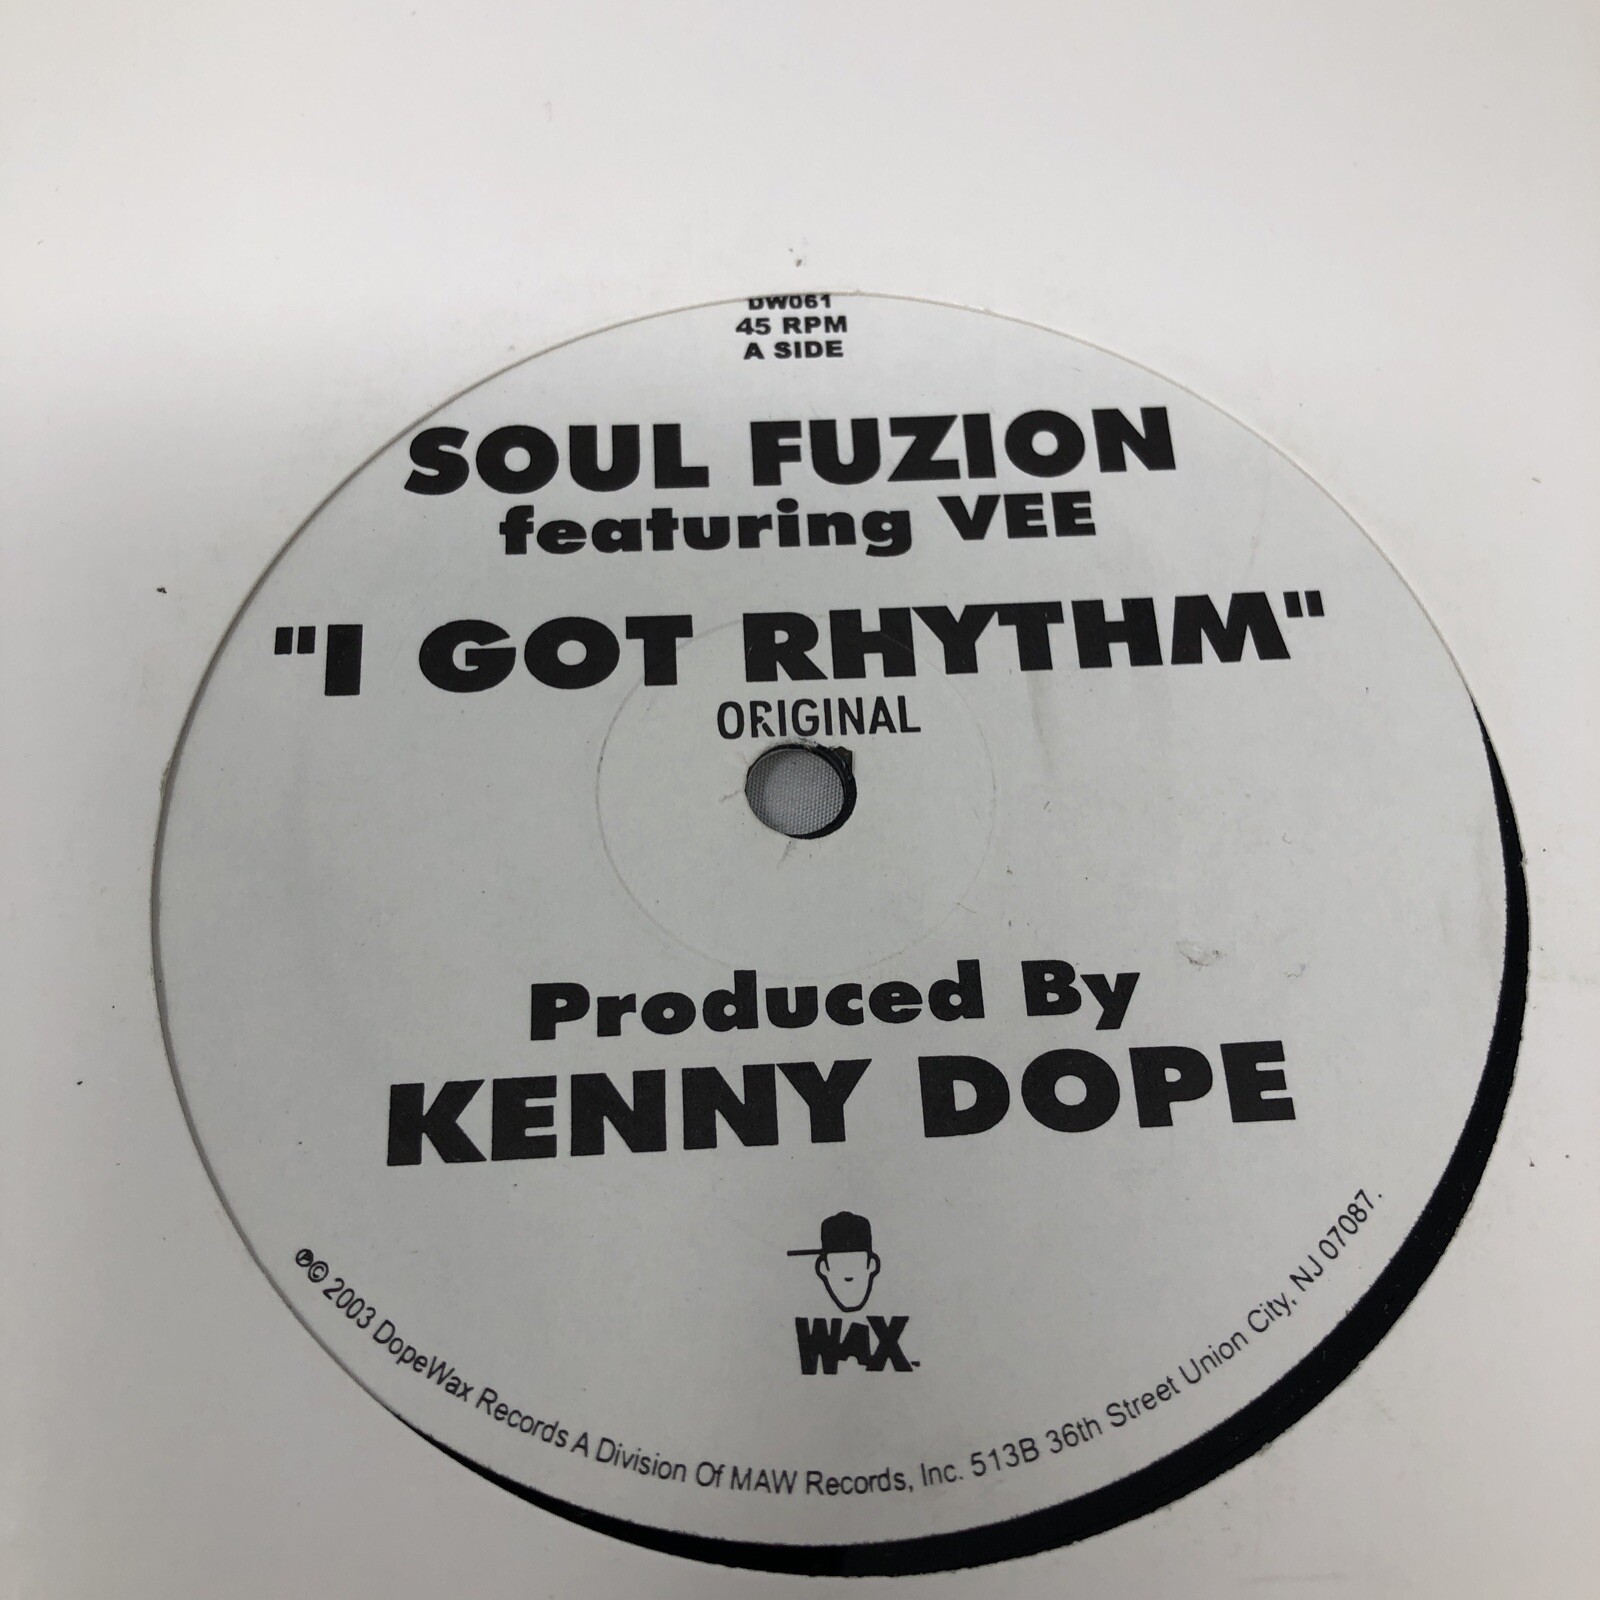 DW061
45 RPM
A SIDE
SOUL FUZION
featuring VEE
"I GOT RHYTHM"
ORIGINAL
Produced By
KENNY DOPE
WAX™
℗© 2003 DopeWax Records A Division Of MAW Records, Inc. 513B 36th Street Union City, NJ 07087.